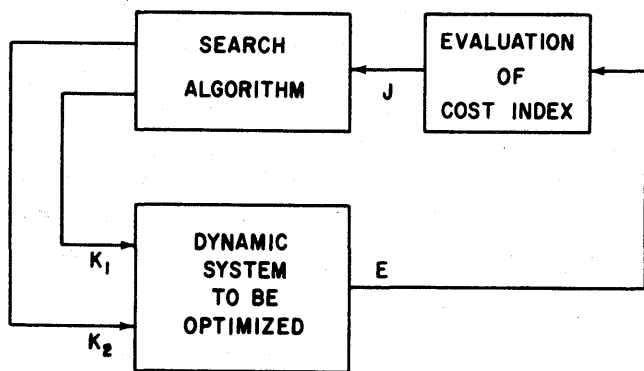 SEARCH
ALGORITHM
EVALUATION
OF
COST INDEX
J
K₁
K₂
DYNAMIC
SYSTEM
TO BE
OPTIMIZED
E